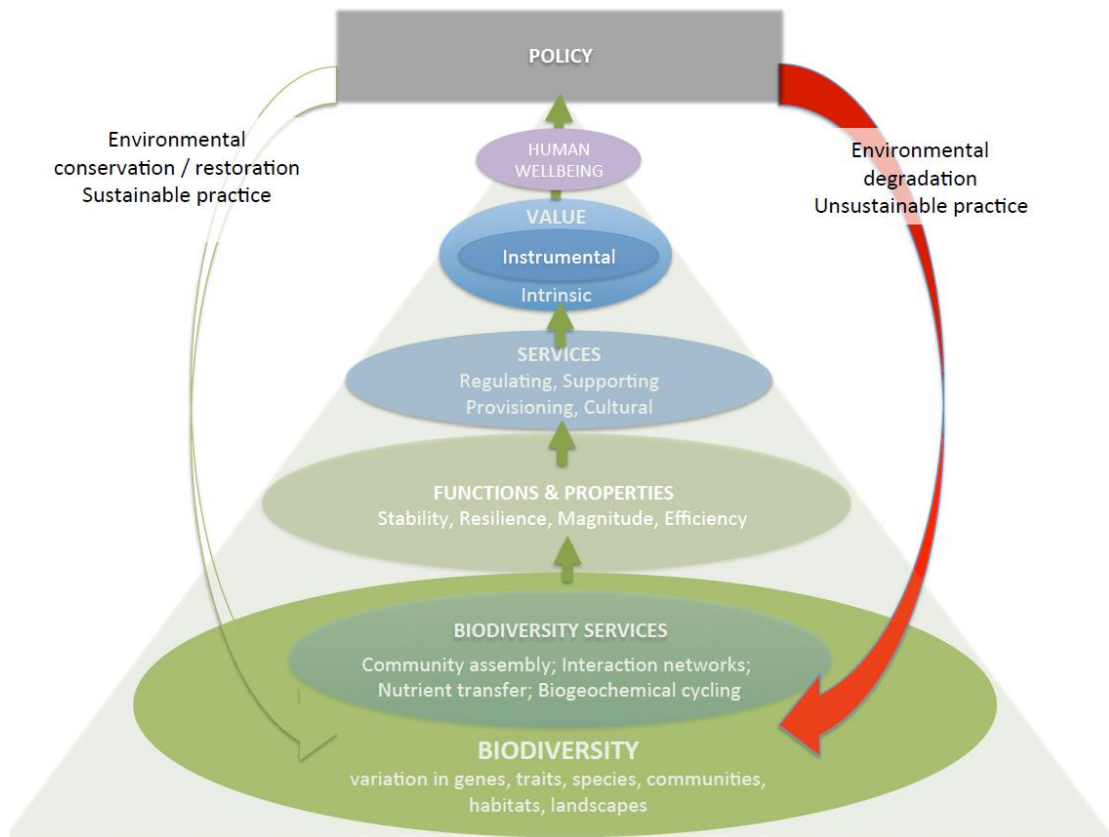 POLICY
Environmental
conservation / restoration
Sustainable practice
Environmental
degradation
Unsustainable practice
HUMAN
WELLBEING
VALUE
Instrumental
Intrinsic
SERVICES
Regulating, Supporting
Provisioning, Cultural
FUNCTIONS & PROPERTIES
Stability, Resilience, Magnitude, Efficiency
BIODIVERSITY SERVICES
Community assembly; Interaction networks;
Nutrient transfer; Biogeochemical cycling
BIODIVERSITY
variation in genes, traits, species, communities,
habitats, landscapes